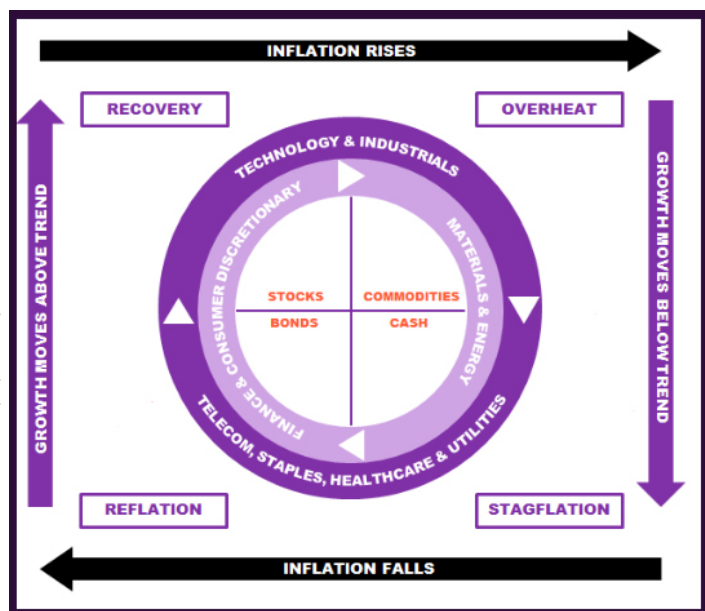 INFLATION RISES
RECOVERY
OVERHEAT
TECHNOLOGY & INDUSTRIALS
GROWTH MOVES ABOVE TREND
FINANCE & CONSUMER DISCRETIONARY
MATERIALS & ENERGY
GROWTH MOVES BELOW TREND
STOCKS
COMMODITIES
BONDS
CASH
TELECOM, STAPLES, HEALTHCARE & UTILITIES
REFLATION
STAGFLATION
INFLATION FALLS